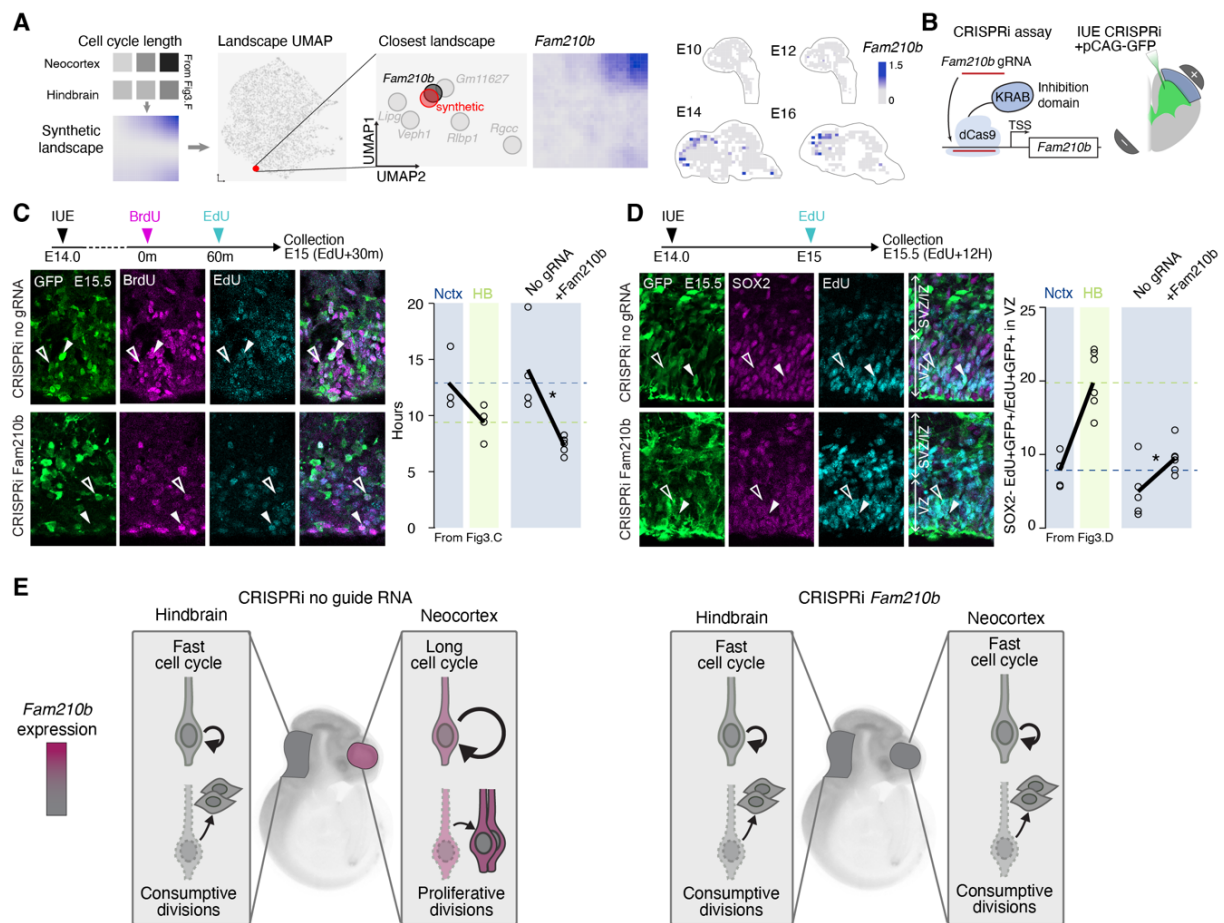 A
Cell cycle length
Neocortex
Hindbrain
From Fig3.F
Synthetic
landscape
Landscape UMAP
Closest landscape
Fam210b
Gm11627
synthetic
Lipg
Veph1
Rlbp1
Rgcc
UMAP1
UMAP2
Fam210b
E10
E12
Fam210b
1.5
0
E14
E16
B
CRISPRi assay
Fam210b gRNA
KRAB
Inhibition
domain
dCas9
TSS
Fam210b
IUE CRISPRi
+pCAG-GFP
+
−
C
IUE
BrdU
EdU
E14.0
0m
60m
Collection
E15 (EdU+30m)
CRISPRi no gRNA
GFP E15.5
BrdU
EdU
CRISPRi Fam210b
Nctx
HB
No gRNA
+Fam210b
Hours
20
15
10
5
0
*
From Fig3.C
D
IUE
EdU
E14.0
E15
Collection
E15.5 (EdU+12H)
CRISPRi no gRNA
GFP E15.5
SOX2
EdU
SVZ/IZ
VZ
CRISPRi Fam210b
SVZ/IZ
VZ
Nctx
HB
No gRNA
+Fam210b
SOX2- EdU+GFP+/EdU+GFP+ in VZ
25
20
10
0
*
From Fig3.D
E
CRISPRi no guide RNA
Hindbrain
Neocortex
Fast
cell cycle
Long
cell cycle
Fam210b
expression
Consumptive
divisions
Proliferative
divisions
CRISPRi Fam210b
Hindbrain
Neocortex
Fast
cell cycle
Fast
cell cycle
Consumptive
divisions
Consumptive
divisions